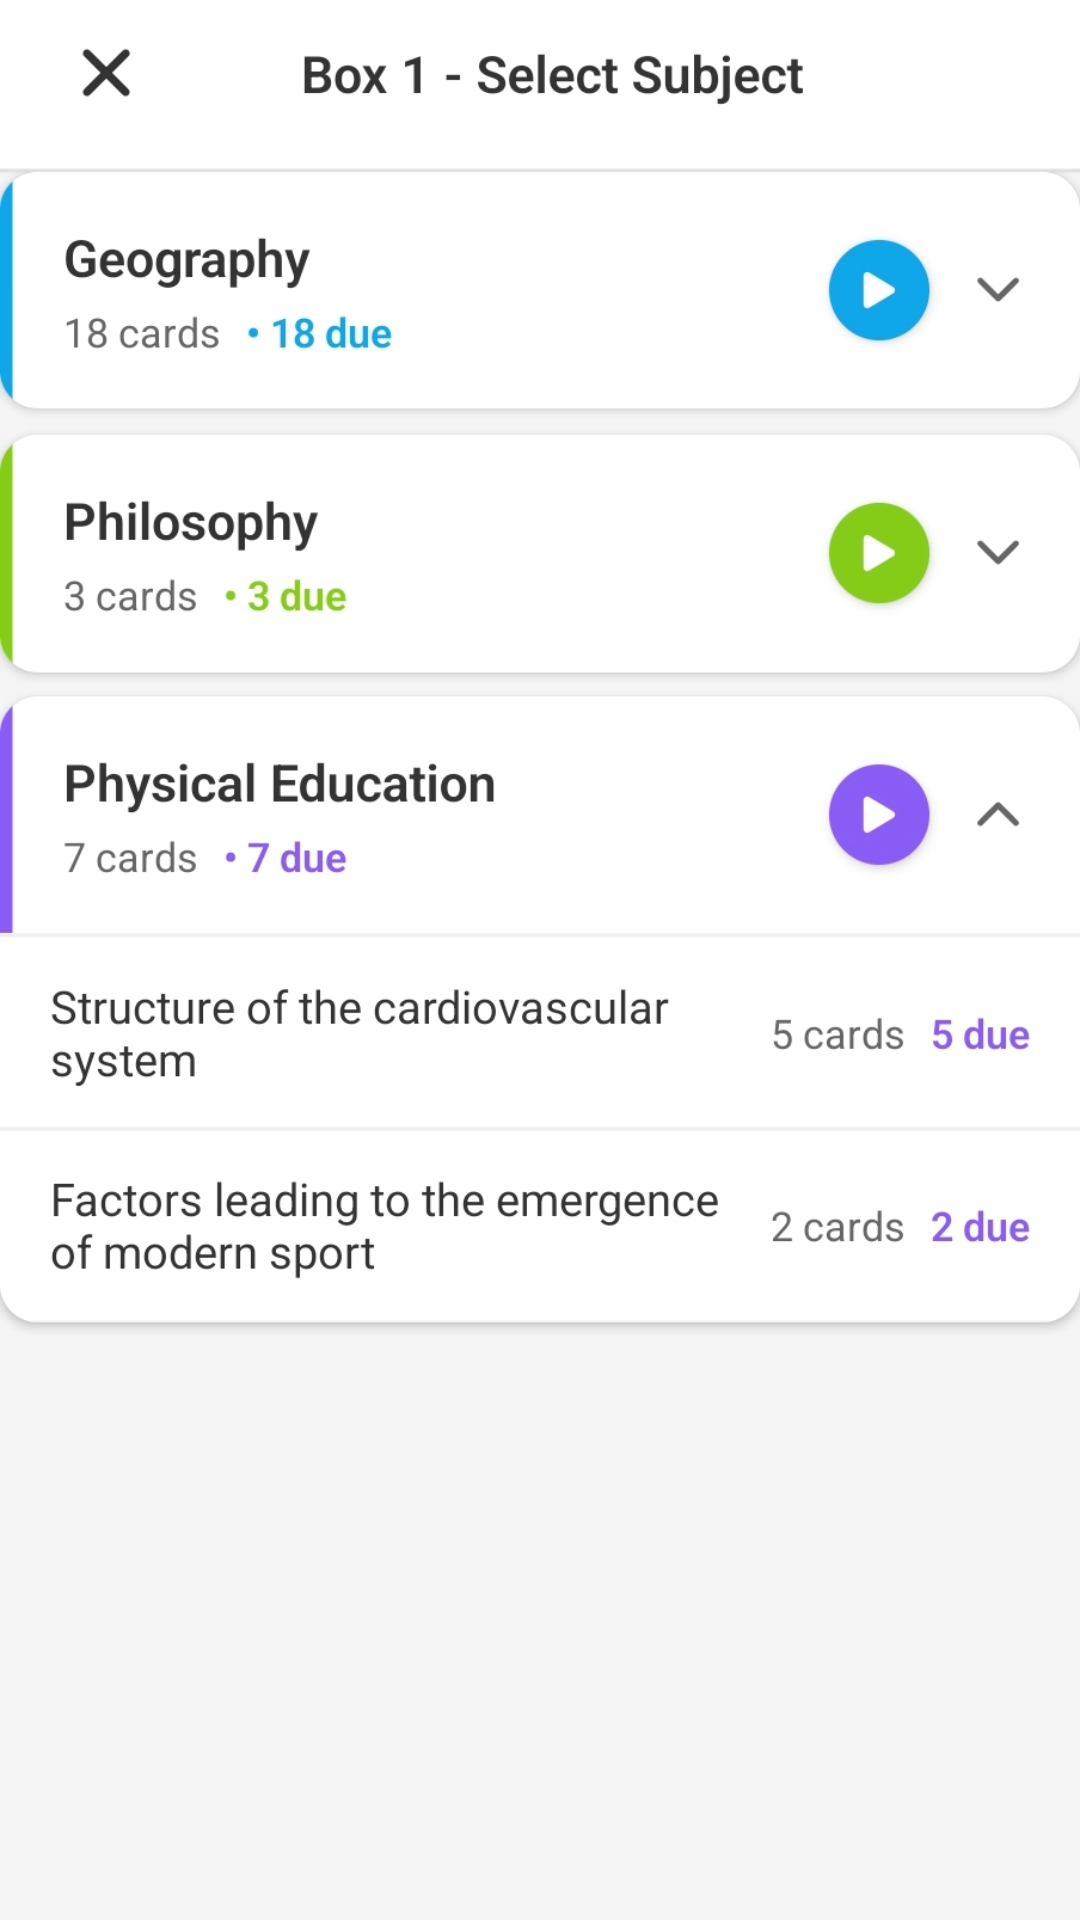 Box 1 - Select Subject
Geography
18 cards • 18 due
Philosophy
3 cards • 3 due
Physical Education
7 cards • 7 due
Structure of the cardiovascular
system
5 cards 5 due
Factors leading to the emergence
of modern sport
2 cards 2 due